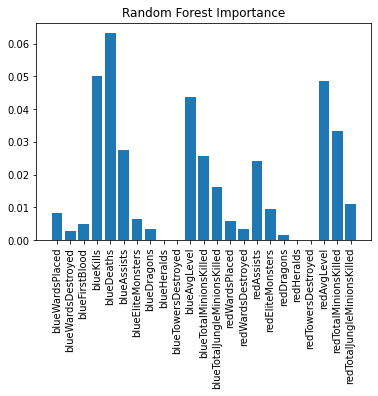 Random Forest Importance
0.06
0.05
0.04
0.03
0.02
0.01
0.00
blueWardsPlaced
blueWardsDestroyed
blueFirstBlood
blueKills
blueDeaths
blueAssists
blueEliteMonsters
blueDragons
blueHeralds
blueTowersDestroyed
blueAvgLevel
blueTotalMinionsKilled
blueTotalJungleMinionsKilled
redWardsPlaced
redWardsDestroyed
redAssists
redEliteMonsters
redDragons
redHeralds
redTowersDestroyed
redAvgLevel
redTotalMinionsKilled
redTotalJungleMinionsKilled